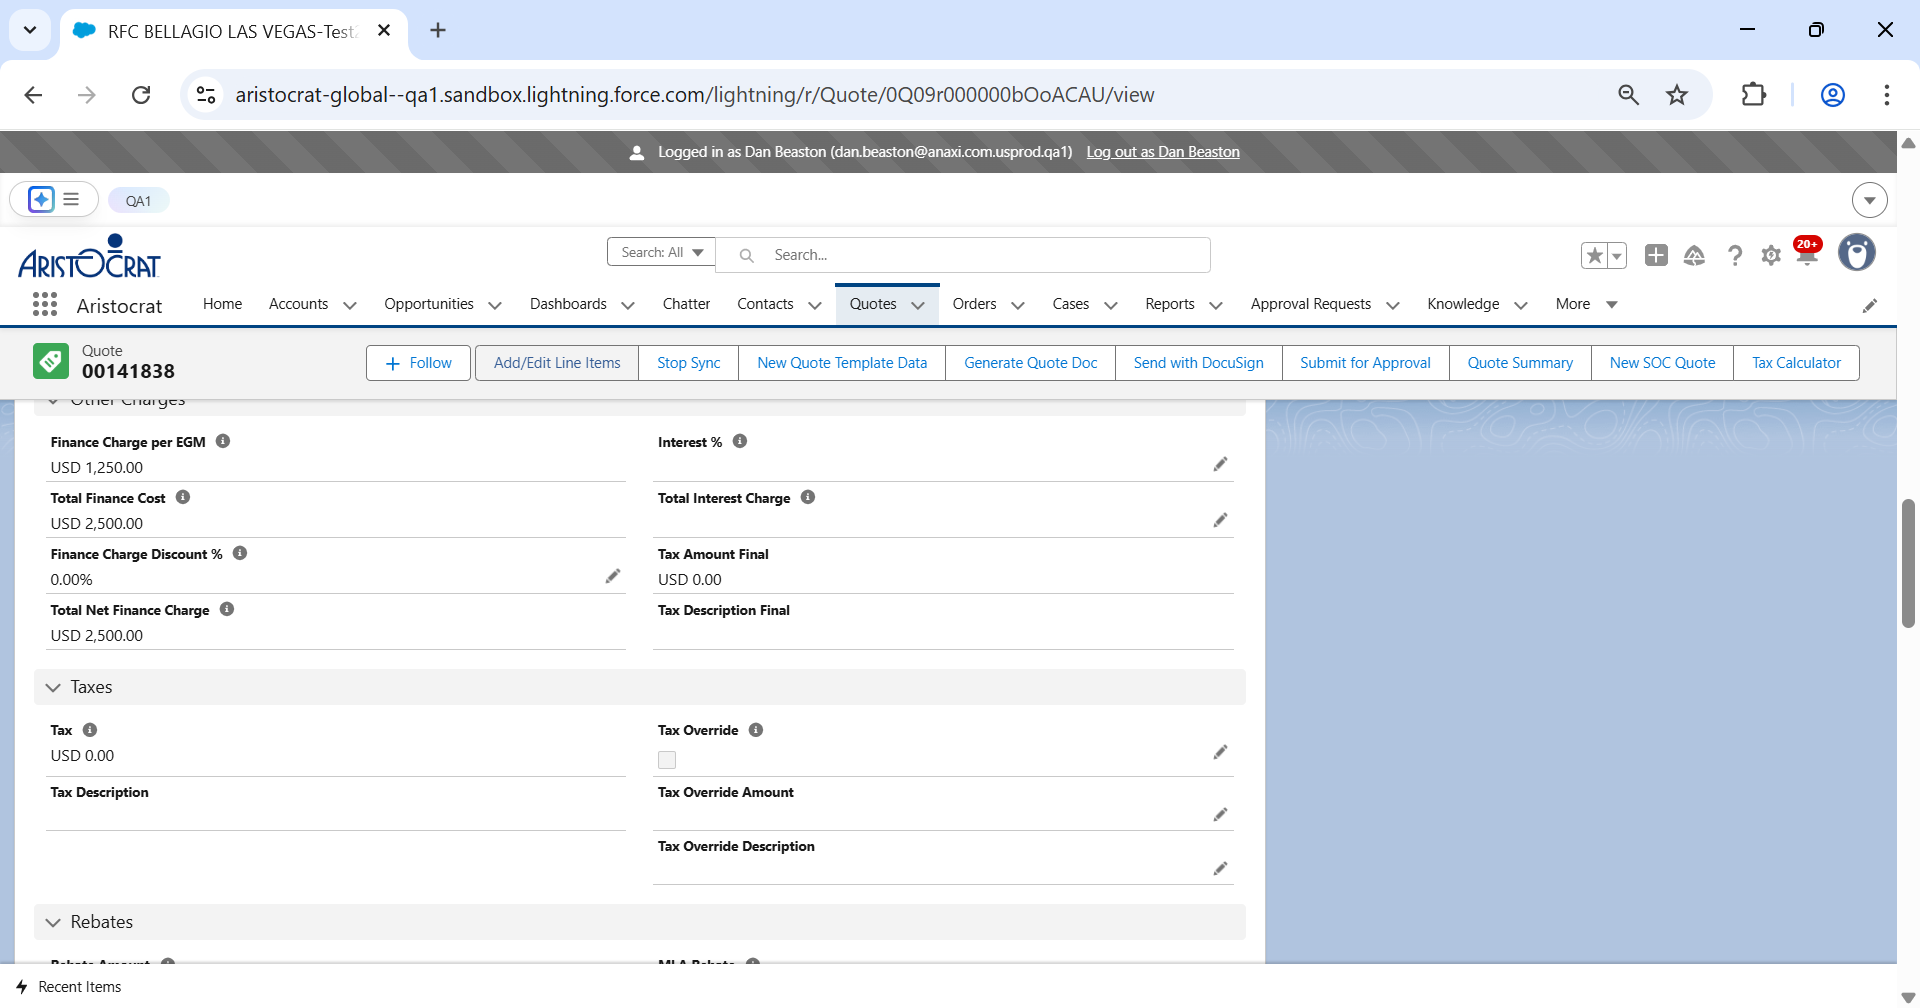 RFC BELLAGIO LAS VEGAS-Test
aristocrat-global--qa1.sandbox.lightning.force.com/lightning/r/Quote/0Q09r000000bOoACAU/view
Logged in as Dan Beaston (dan.beaston@anaxi.com.usprod.qa1) Log out as Dan Beaston
QA1
ARISTOCRAT
Search: All
Search...
20+
Aristocrat
Home
Accounts
Opportunities
Dashboards
Chatter
Contacts
Quotes
Orders
Cases
Reports
Approval Requests
Knowledge
More
Quote
00141838
Follow
Add/Edit Line Items
Stop Sync
New Quote Template Data
Generate Quote Doc
Send with DocuSign
Submit for Approval
Quote Summary
New SOC Quote
Tax Calculator
Other Charges
Finance Charge per EGM
USD 1,250.00
Interest %
Total Finance Cost
USD 2,500.00
Total Interest Charge
Finance Charge Discount %
0.00%
Tax Amount Final
USD 0.00
Total Net Finance Charge
USD 2,500.00
Tax Description Final
Taxes
Tax
USD 0.00
Tax Override
Tax Description
Tax Override Amount
Tax Override Description
Rebates
Rebate Amount
MLA Rebate
Recent Items